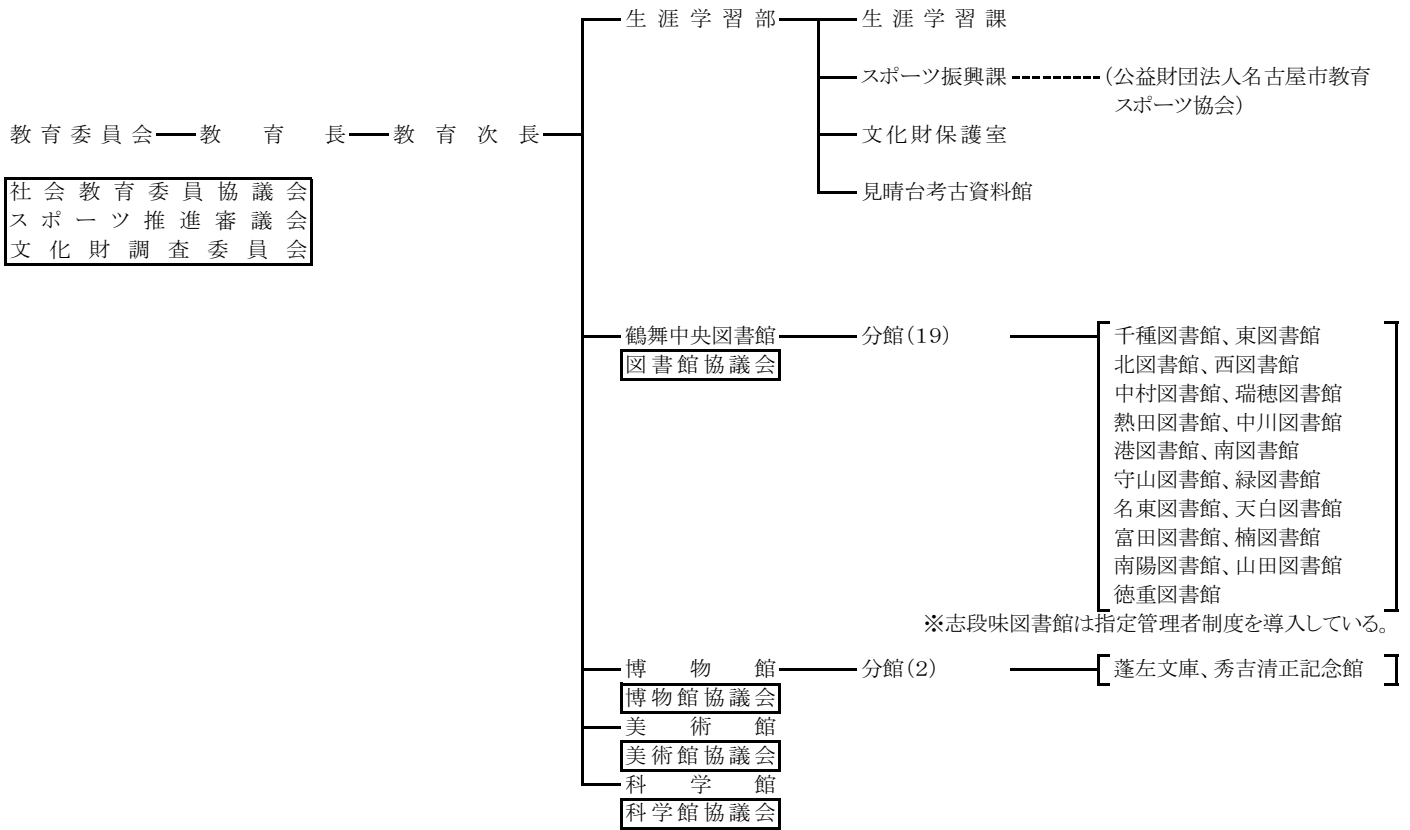 生涯学習部
生涯学習課
スポーツ振興課
(公益財団法人名古屋市教育
スポーツ協会)
教育委員会
教育長
教育次長
文化財保護室
社会教育委員協議会
スポーツ推進審議会
文化財調査委員会
見晴台考古資料館
鶴舞中央図書館
図書館協議会
分館(19)
千種図書館、東図書館
北図書館、西図書館
中村図書館、瑞穂図書館
熱田図書館、中川図書館
港図書館、南図書館
守山図書館、緑図書館
名東図書館、天白図書館
富田図書館、楠図書館
南陽図書館、山田図書館
徳重図書館
※志段味図書館は指定管理者制度を導入している。
博物館
博物館協議会
分館(2)
蓬左文庫、秀吉清正記念館
美術館
美術館協議会
科学館
科学館協議会